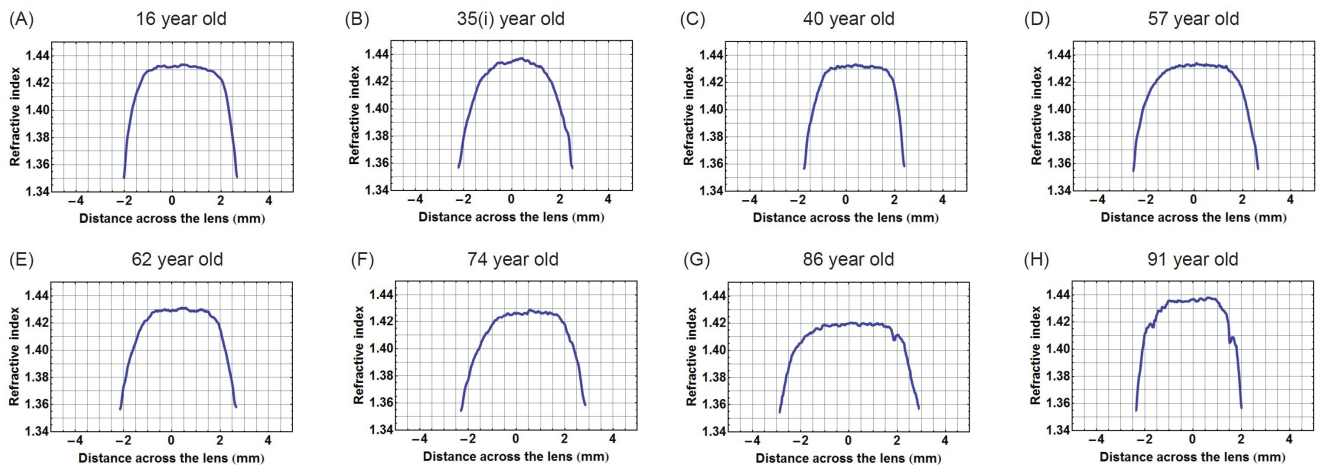 (A) 16 year old
1.44
1.42
1.40
1.38
1.36
1.34
Refractive index
−4 −2 0 2 4
Distance across the lens (mm)
(B) 35(i) year old
1.44
1.42
1.40
1.38
1.36
1.34
Refractive index
−4 −2 0 2 4
Distance across the lens (mm)
(C) 40 year old
1.44
1.42
1.40
1.38
1.36
1.34
Refractive index
−4 −2 0 2 4
Distance across the lens (mm)
(D) 57 year old
1.44
1.42
1.40
1.38
1.36
1.34
Refractive index
−4 −2 0 2 4
Distance across the lens (mm)
(E) 62 year old
1.44
1.42
1.40
1.38
1.36
1.34
Refractive index
−4 −2 0 2 4
Distance across the lens (mm)
(F) 74 year old
1.44
1.42
1.40
1.38
1.36
1.34
Refractive index
−4 −2 0 2 4
Distance across the lens (mm)
(G) 86 year old
1.44
1.42
1.40
1.38
1.36
1.34
Refractive index
−4 −2 0 2 4
Distance across the lens (mm)
(H) 91 year old
1.44
1.42
1.40
1.38
1.36
1.34
Refractive index
−4 −2 0 2 4
Distance across the lens (mm)